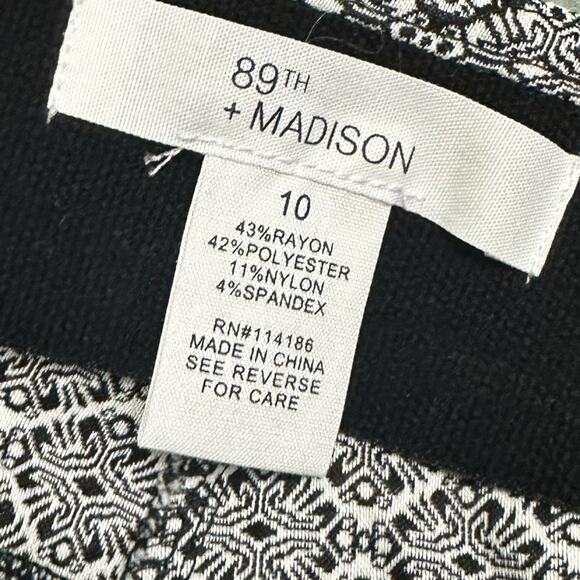 89TH
+ MADISON
10
43%RAYON
42%POLYESTER
11%NYLON
4%SPANDEX
RN#114186
MADE IN CHINA
SEE REVERSE
FOR CARE